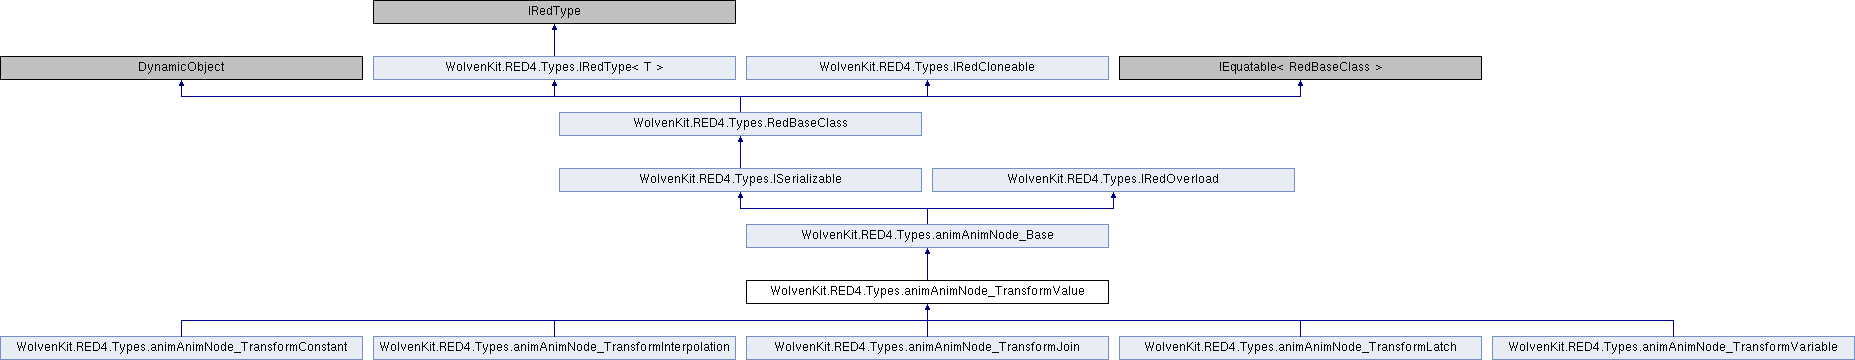 IRedType
DynamicObject
WolvenKit.RED4.Types.IRedType< T >
WolvenKit.RED4.Types.IRedCloneable
IEquatable< RedBaseClass >
WolvenKit.RED4.Types.RedBaseClass
WolvenKit.RED4.Types.ISerializable
WolvenKit.RED4.Types.IRedOverload
WolvenKit.RED4.Types.animAnimNode_Base
WolvenKit.RED4.Types.animAnimNode_TransformValue
WolvenKit.RED4.Types.animAnimNode_TransformConstant
WolvenKit.RED4.Types.animAnimNode_TransformInterpolation
WolvenKit.RED4.Types.animAnimNode_TransformJoin
WolvenKit.RED4.Types.animAnimNode_TransformLatch
WolvenKit.RED4.Types.animAnimNode_TransformVariable